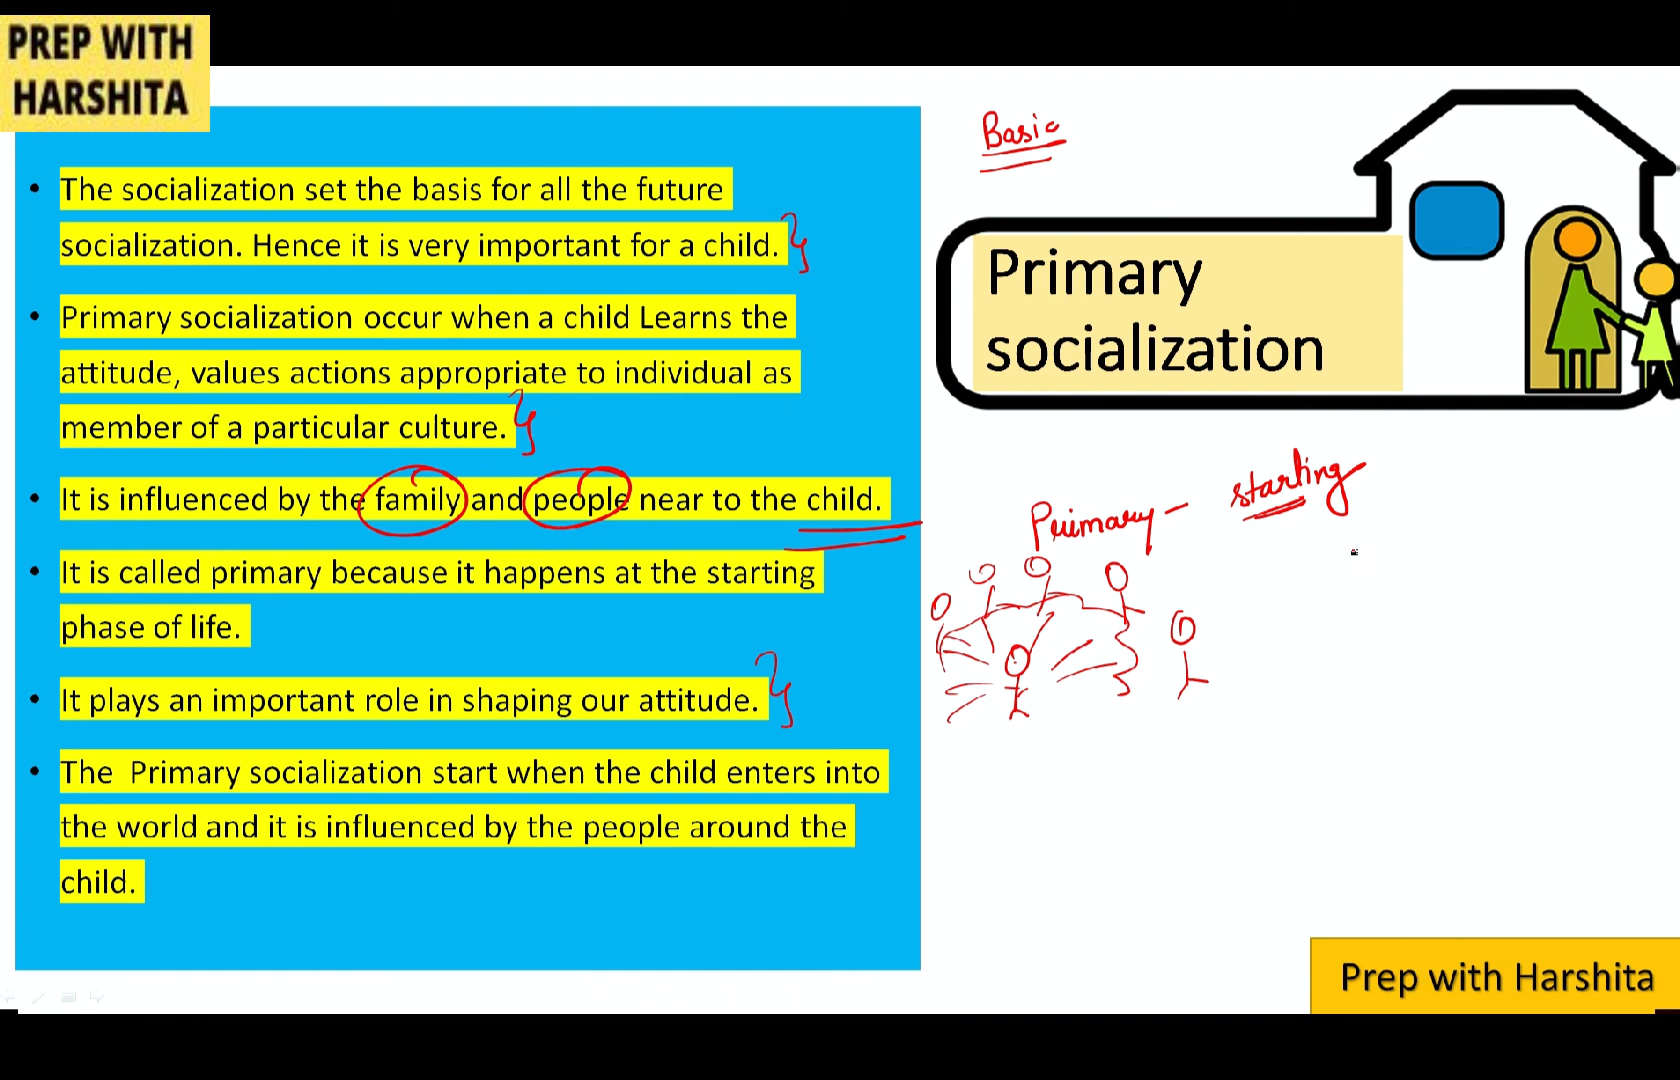 PREP WITH
HARSHITA
• The socialization set the basis for all the future
socialization. Hence it is very important for a child.
• Primary socialization occur when a child Learns the
attitude, values actions appropriate to individual as
member of a particular culture.
• It is influenced by the family and people near to the child.
• It is called primary because it happens at the starting
phase of life.
• It plays an important role in shaping our attitude.
• The  Primary socialization start when the child enters into
the world and it is influenced by the people around the
child.
Basic
Primary
socialization
Primary - starting
Prep with Harshita